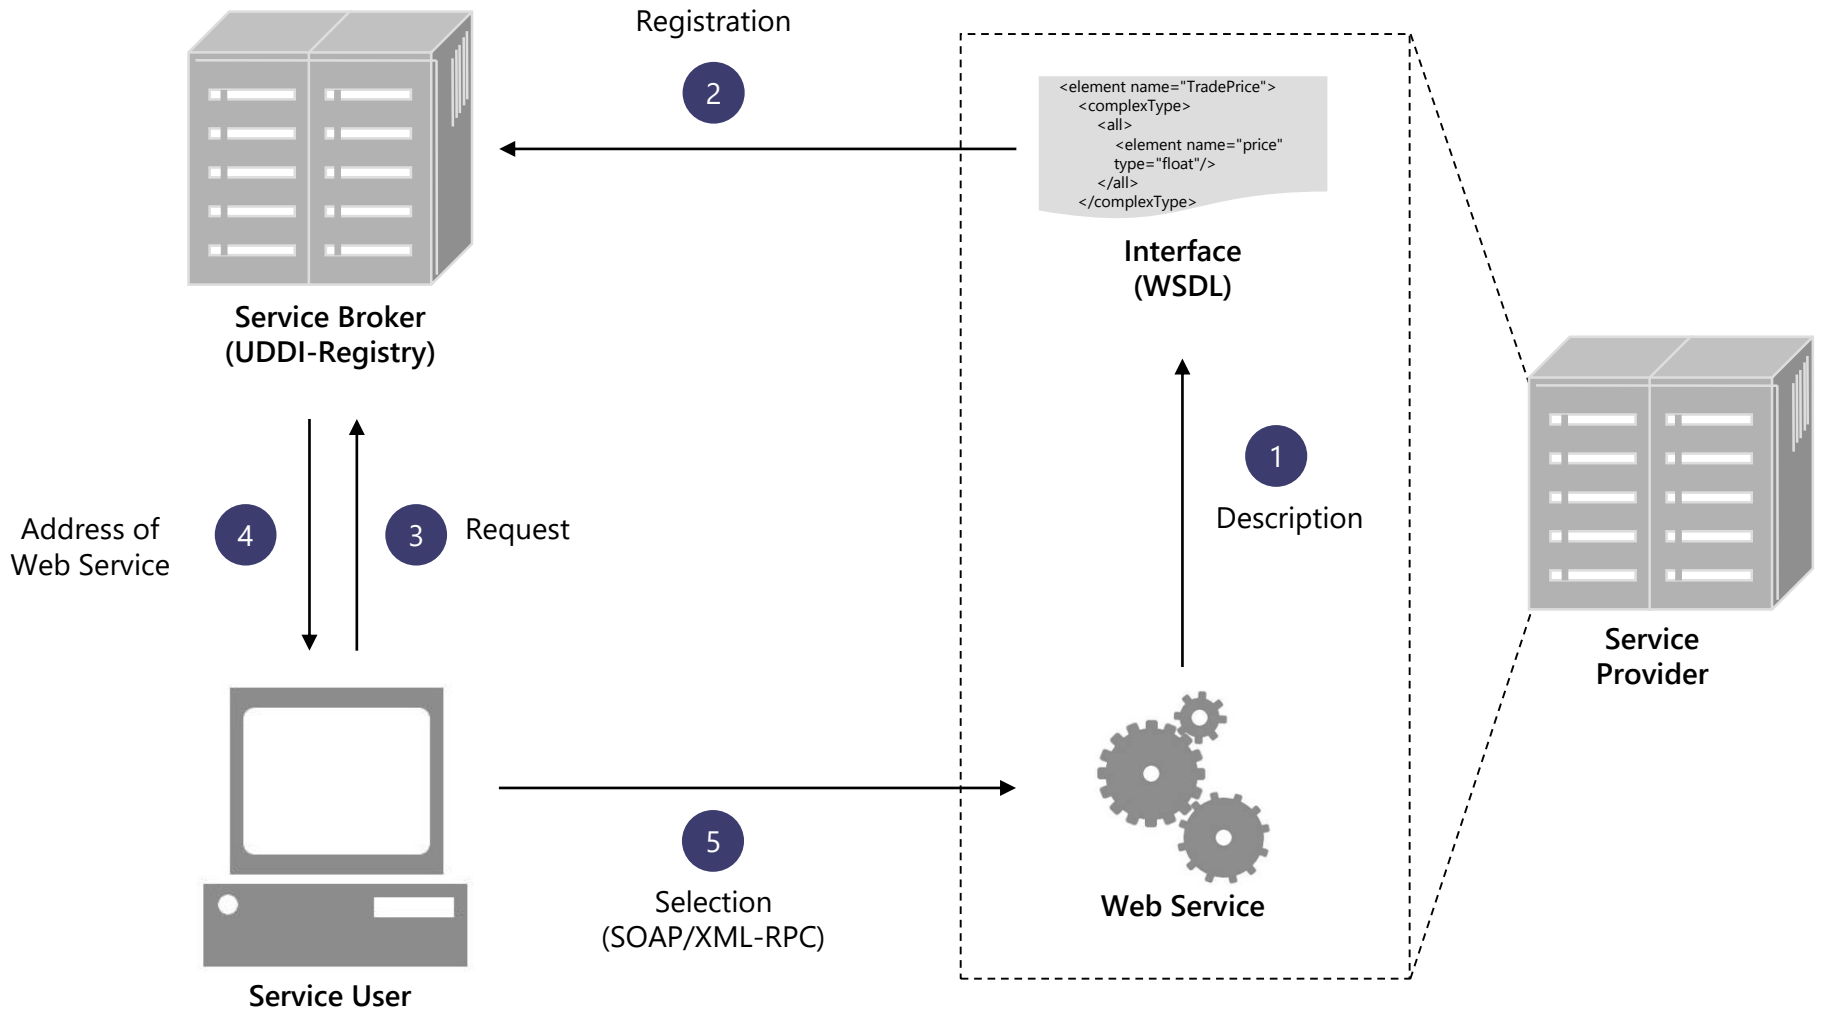 Registration
2
<element name="TradePrice">
<complexType>
<all>
<element name="price"
type="float"/>
</all>
</complexType>
Interface
(WSDL)
Service Broker
(UDDI-Registry)
1
Description
Address of
Web Service
4
3
Request
Service
Provider
5
Selection
(SOAP/XML-RPC)
Web Service
Service User